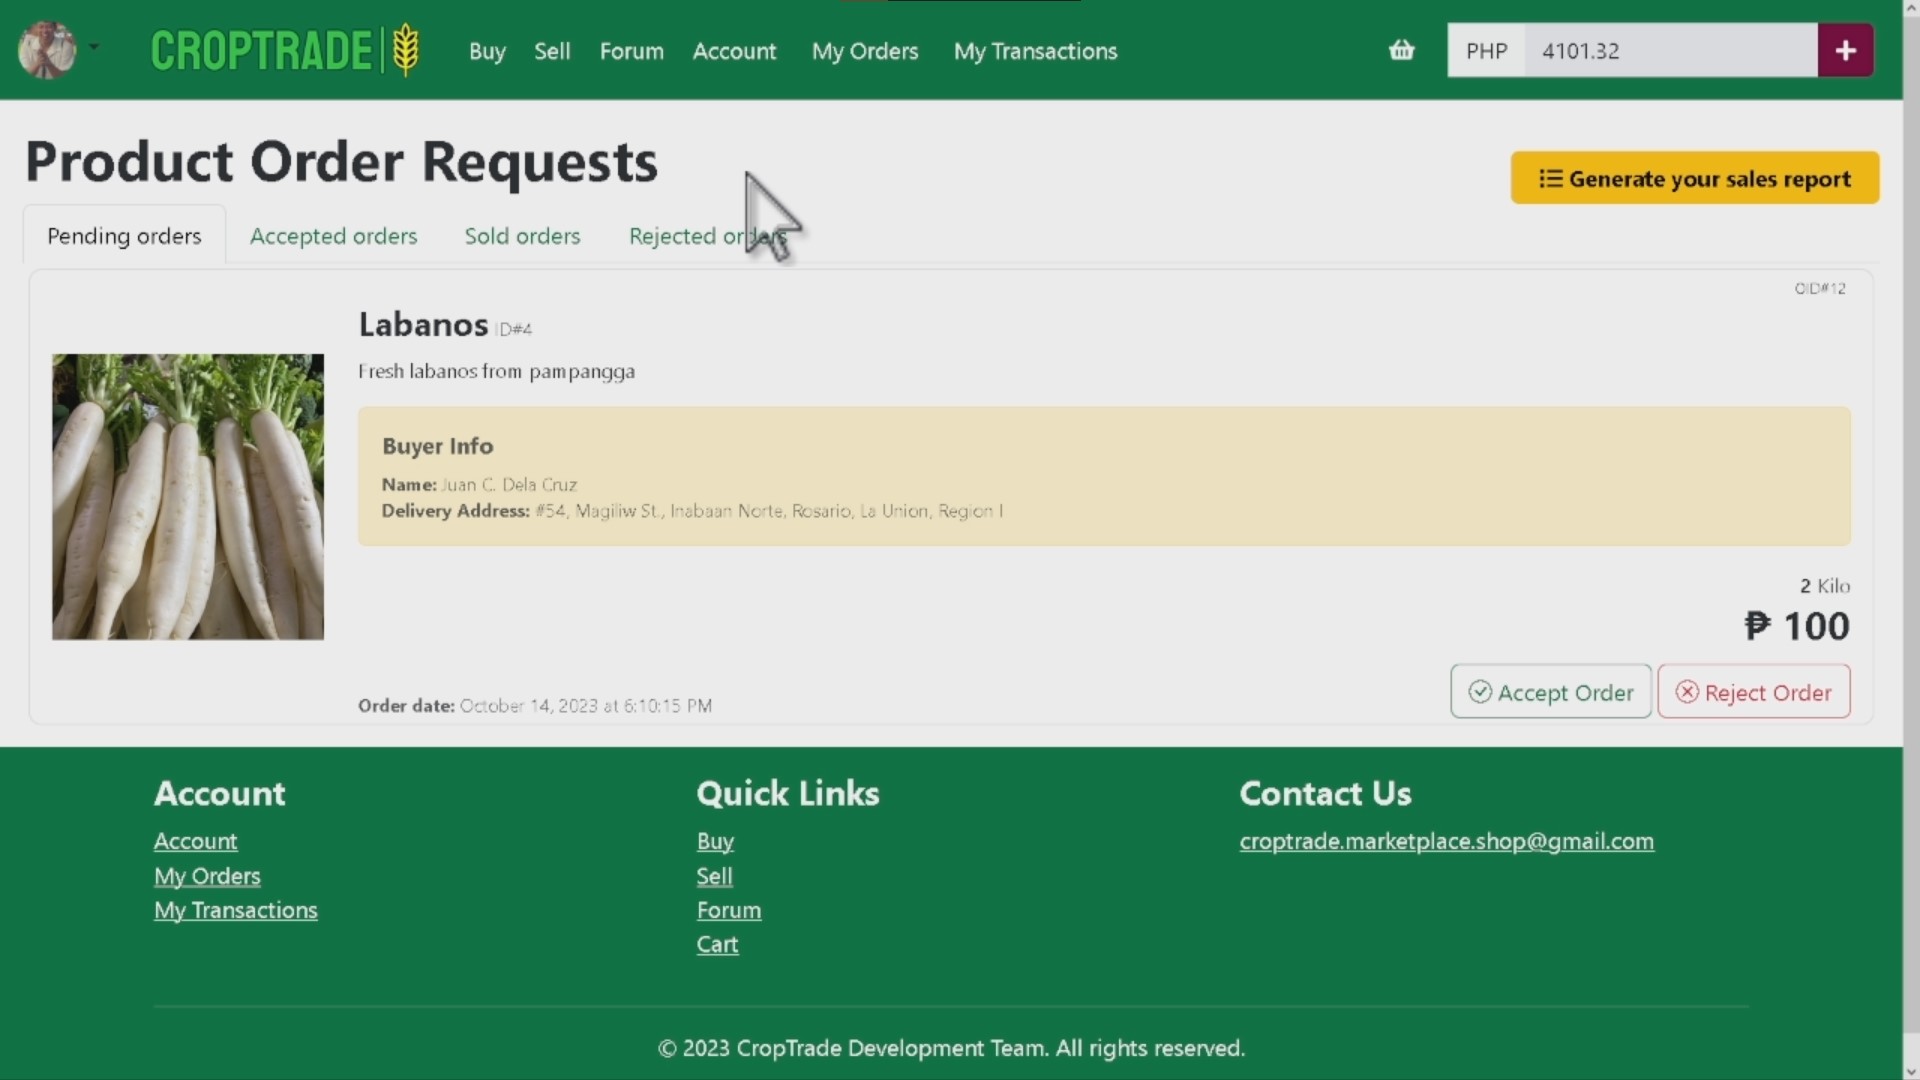 CROPTRADE Buy Sell Forum Account My Orders My Transactions PHP 4101.32 +
Product Order Requests
Generate your sales report
Pending orders Accepted orders Sold orders Rejected orders
OID#12
Labanos ID#4
Fresh labanos from pampangga
Buyer Info
Name: Juan C. Dela Cruz
Delivery Address: #54, Magiliw St., Inabaan Norte, Rosario, La Union, Region I
2 Kilo
₱ 100
Order date: October 14, 2023 at 6:10:15 PM
Accept Order Reject Order
Account
Account
My Orders
My Transactions
Quick Links
Buy
Sell
Forum
Cart
Contact Us
croptrade.marketplace.shop@gmail.com
© 2023 CropTrade Development Team. All rights reserved.